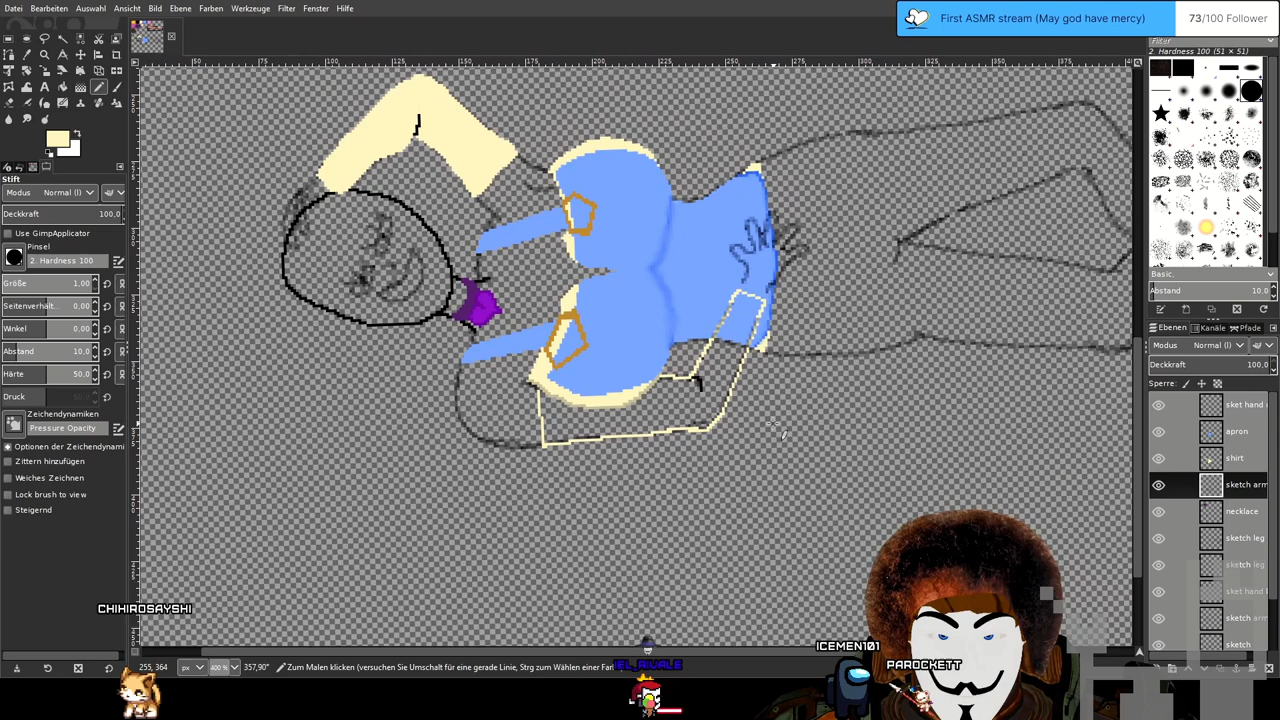 Datei Bearbeiten Auswahl Ansicht Bild Ebene Farben Werkzeuge Filter Fenster Hilfe
First ASMR stream (May god have mercy)
73/100 Follower
Filter
2. Hardness 100 (51 × 51)
Stift
Modus Normal (l)
Deckkraft 100,0
Use GimpApplicator
Pinsel
2. Hardness 100
Größe 1,00
Seitenverhält... 0,00
Winkel 0,00
Abstand 10,0
Härte 50,0
Druck
Zeichendynamiken
Pressure Opacity
Optionen der Zeichendynami
Zittern hinzufügen
Weiches Zeichnen
Lock brush to view
Steigernd
Basic,
Abstand 10,0
Ebenen Kanäle Pfade
Modus Normal (l)
Deckkraft 100,0
Sperre:
sket hand
apron
shirt
sketch arm
necklace
sketch leg
sketch leg
sket hand
sketch arm
sketch
CHIHIROSAYSHI
ICEMEN101
PAROCKETT
IEL_RIVALE
255, 364 px 400 % 357,90° Zum Malen klicken (versuchen Sie Umschalt für eine gerade Linie, Strg zum Wählen einer Far